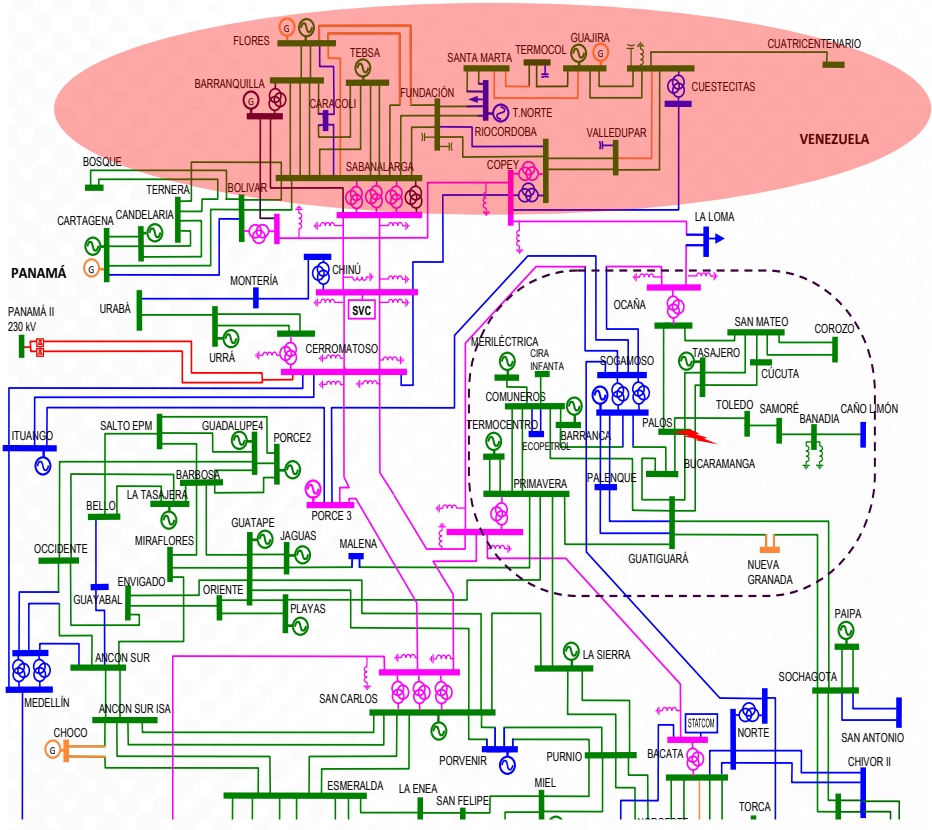 FLORES
G
TEBSA
SANTA MARTA
TERMOCOL
GUAJIRA
G
CUATRICENTENARIO
BARRANQUILLA
G
CARACOLI
FUNDACIÓN
T.NORTE
CUESTECITAS
RIOCORDOBA
VALLEDUPAR
VENEZUELA
BOSQUE
SABANALARGA
COPEY
TERNERA
BOLIVAR
CARTAGENA
CANDELARIA
G
LA LOMA
PANAMÁ
MONTERÍA
CHINÚ
OCAÑA
PANAMÁ II
230 kV
URABÁ
SVC
SAN MATEO
COROZO
URRÁ
CERROMATOSO
MERILÉCTRICA
CIRA
INFANTA
SOGAMOSO
TASAJERO
CÚCUTA
COMUNEROS
TOLEDO
SAMORÉ
BANADIA
CAÑO LIMÓN
ITUANGO
SALTO EPM
GUADALUPE4
PORCE2
TERMOCENTRO
ECOPETROL
BARRANCA
PALOS
BUCARAMANGA
BARBOSA
LA TASAJERA
BELLO
PRIMAVERA
PALENQUE
PORCE 3
MIRAFLORES
GUATAPE
JAGUAS
MALENA
OCCIDENTE
GUATIGUARÁ
NUEVA
GRANADA
ENVIGADO
GUAYABAL
ORIENTE
PLAYAS
PAIPA
ANCON SUR
LA SIERRA
SOCHAGOTA
MEDELLÍN
SAN CARLOS
ANCON SUR ISA
STATCOM
NORTE
SAN ANTONIO
CHOCO
G
PORVENIR
PURNIO
BACATA
CHIVOR II
ESMERALDA
LA ENEA
SAN FELIPE
MIEL
TORCA